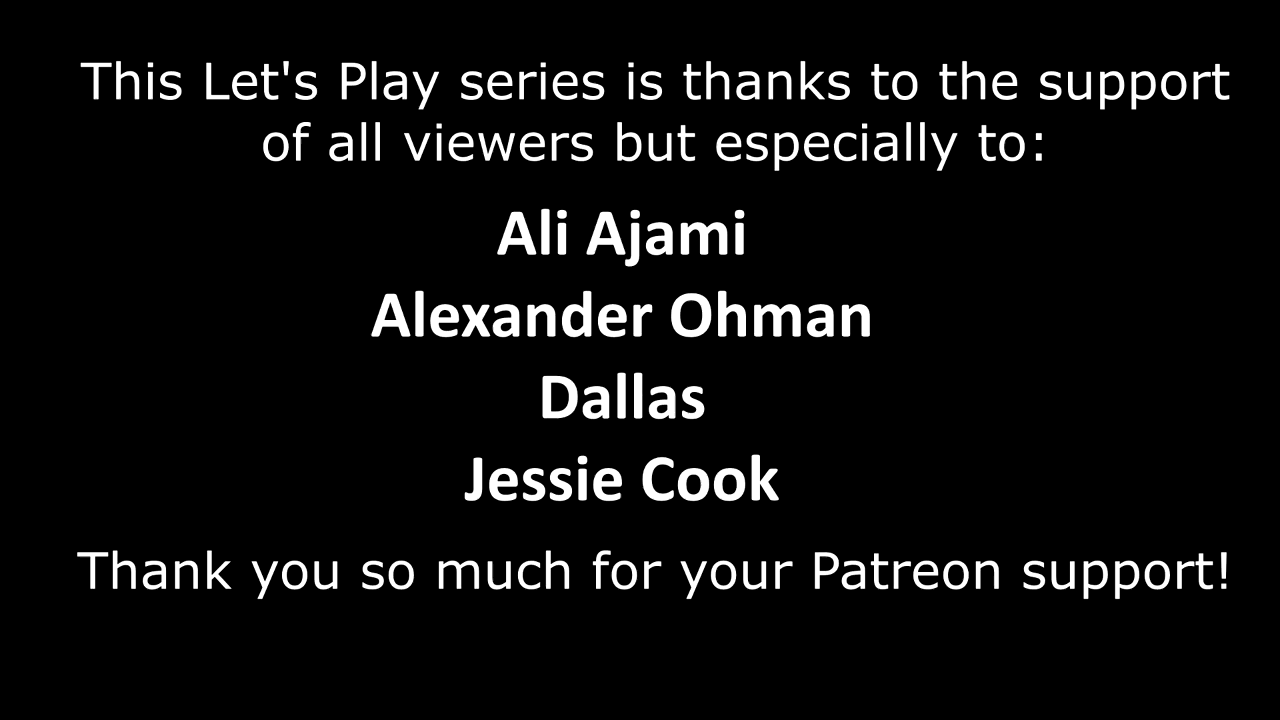 This Let's Play series is thanks to the support
of all viewers but especially to:
Ali Ajami
Alexander Ohman
Dallas
Jessie Cook
Thank you so much for your Patreon support!